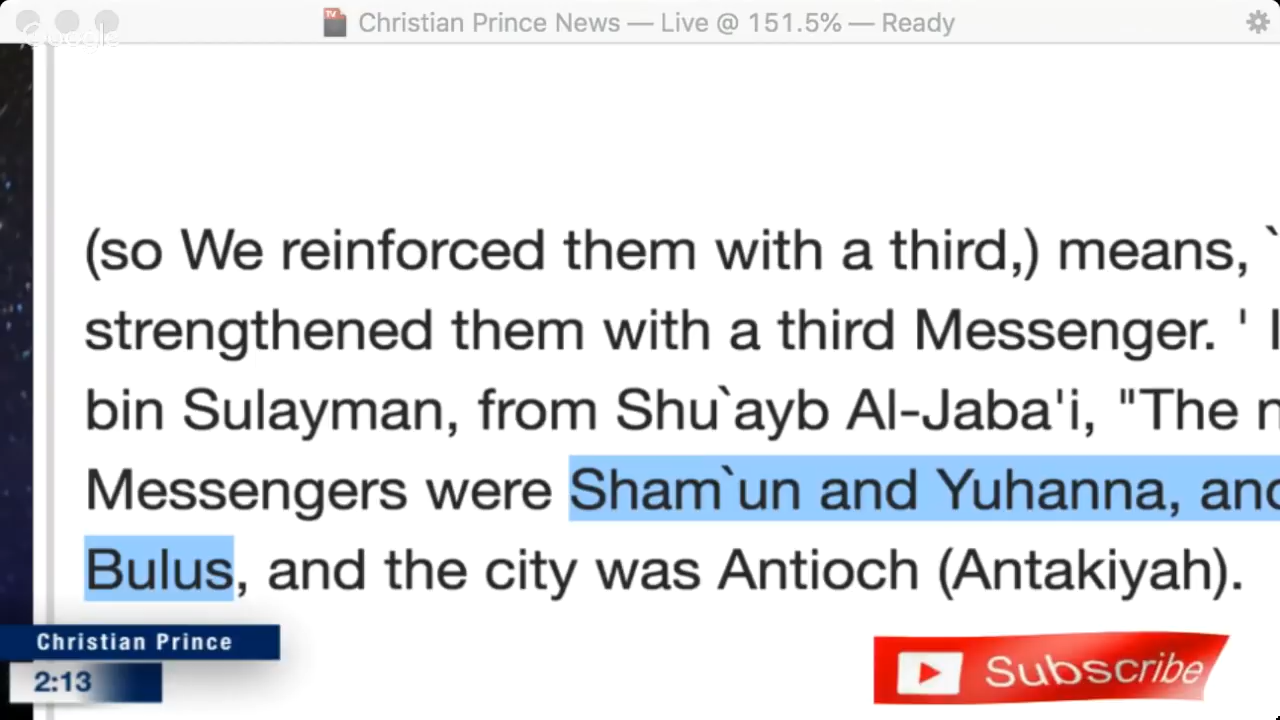 Christian Prince News — Live @ 151.5% — Ready
Google
(so We reinforced them with a third,) means, `
strengthened them with a third Messenger. '
bin Sulayman, from Shu`ayb Al-Jaba'i, "The
Messengers were Sham`un and Yuhanna, and
Bulus, and the city was Antioch (Antakiyah).
Christian Prince
2:13
Subscribe